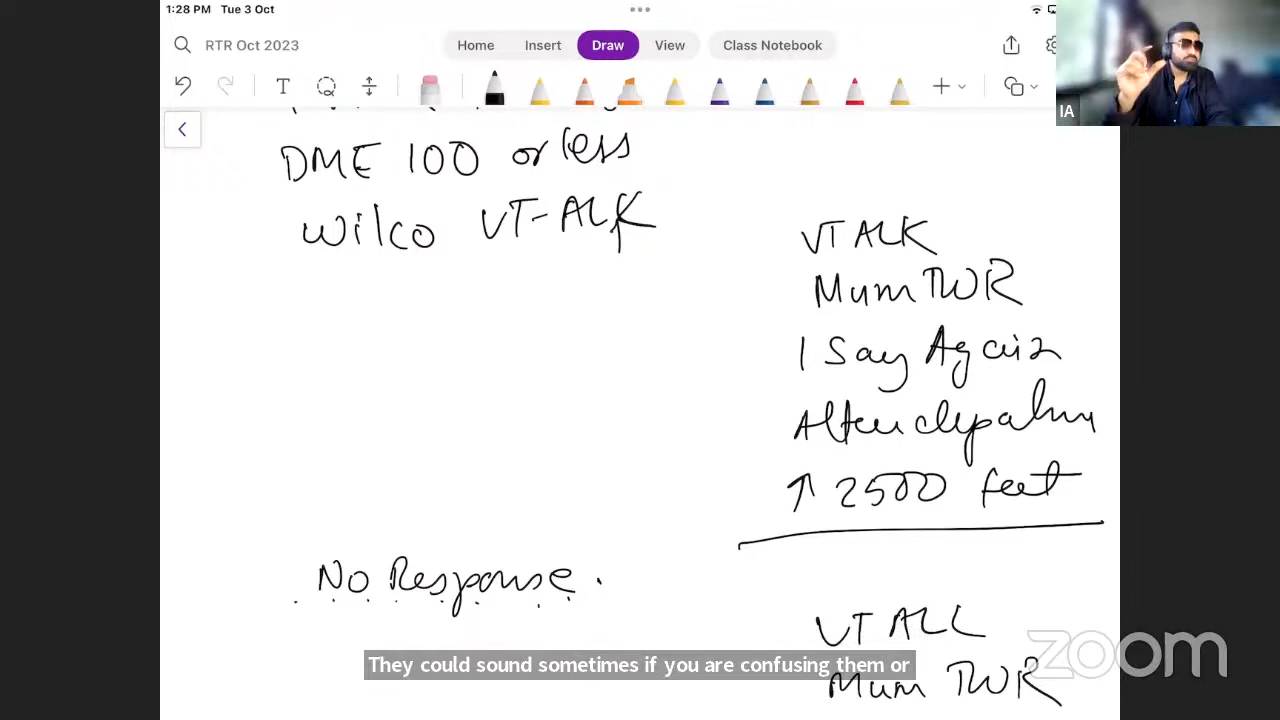 1:28 PM Tue 3 Oct
RTR Oct 2023
Home Insert Draw View Class Notebook
IA
DME 100 or less
Wilco VT-ALK
VT ALK
Mum TWR
I Say Again
After departure
↑ 2500 feet
No Response.
VT ALL
Mum TWR
zoom
They could sound sometimes if you are confusing them or